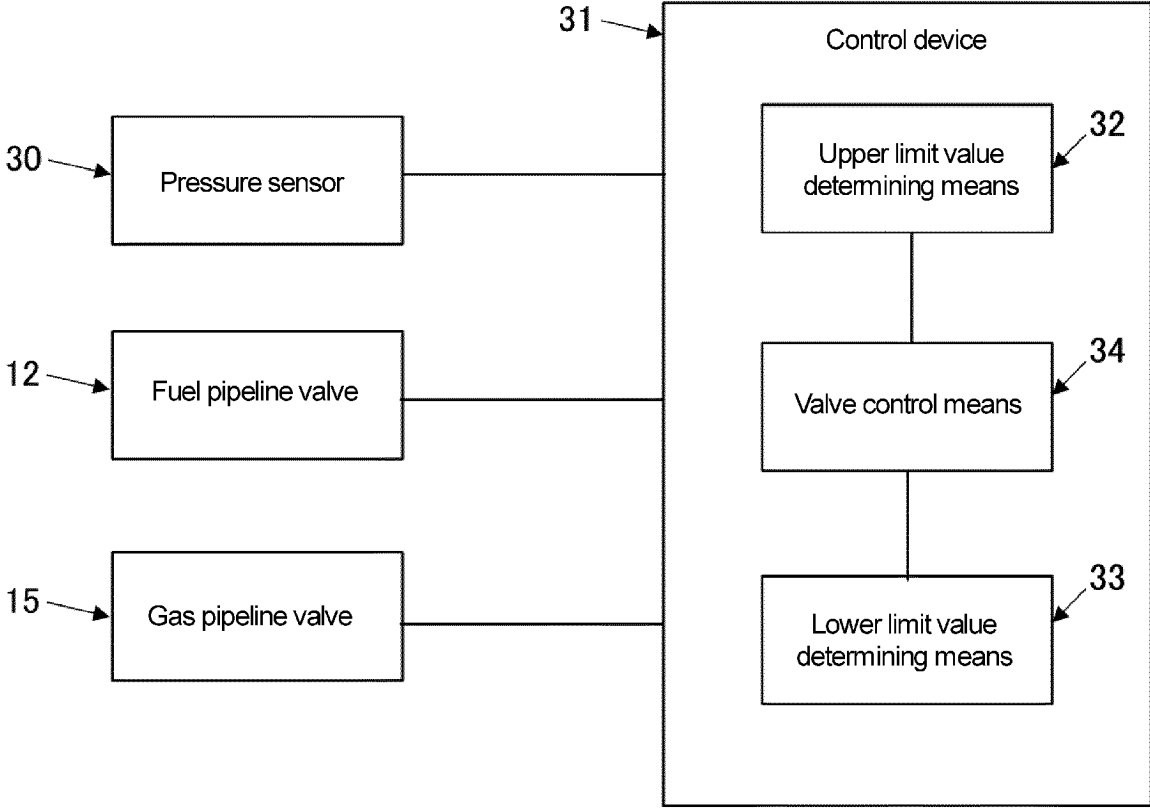 31
Control device
30
Pressure sensor
32
Upper limit value
determining means
12
Fuel pipeline valve
34
Valve control means
15
Gas pipeline valve
33
Lower limit value
determining means